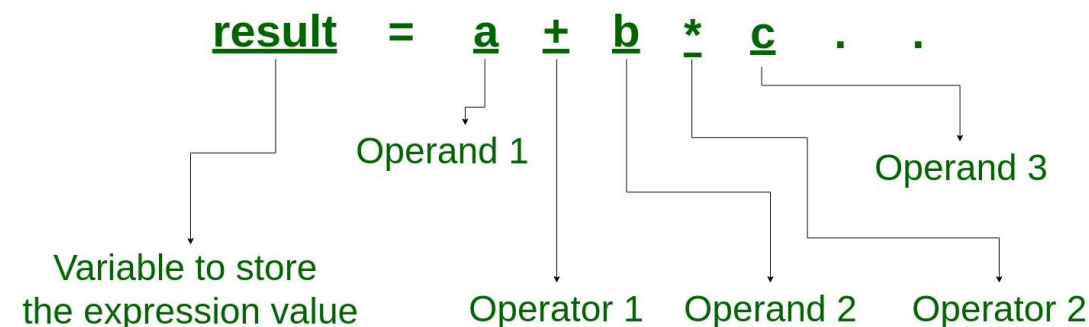 result = a + b * c . .
Operand 1
Operand 3
Variable to store
the expression value
Operator 1
Operand 2
Operator 2